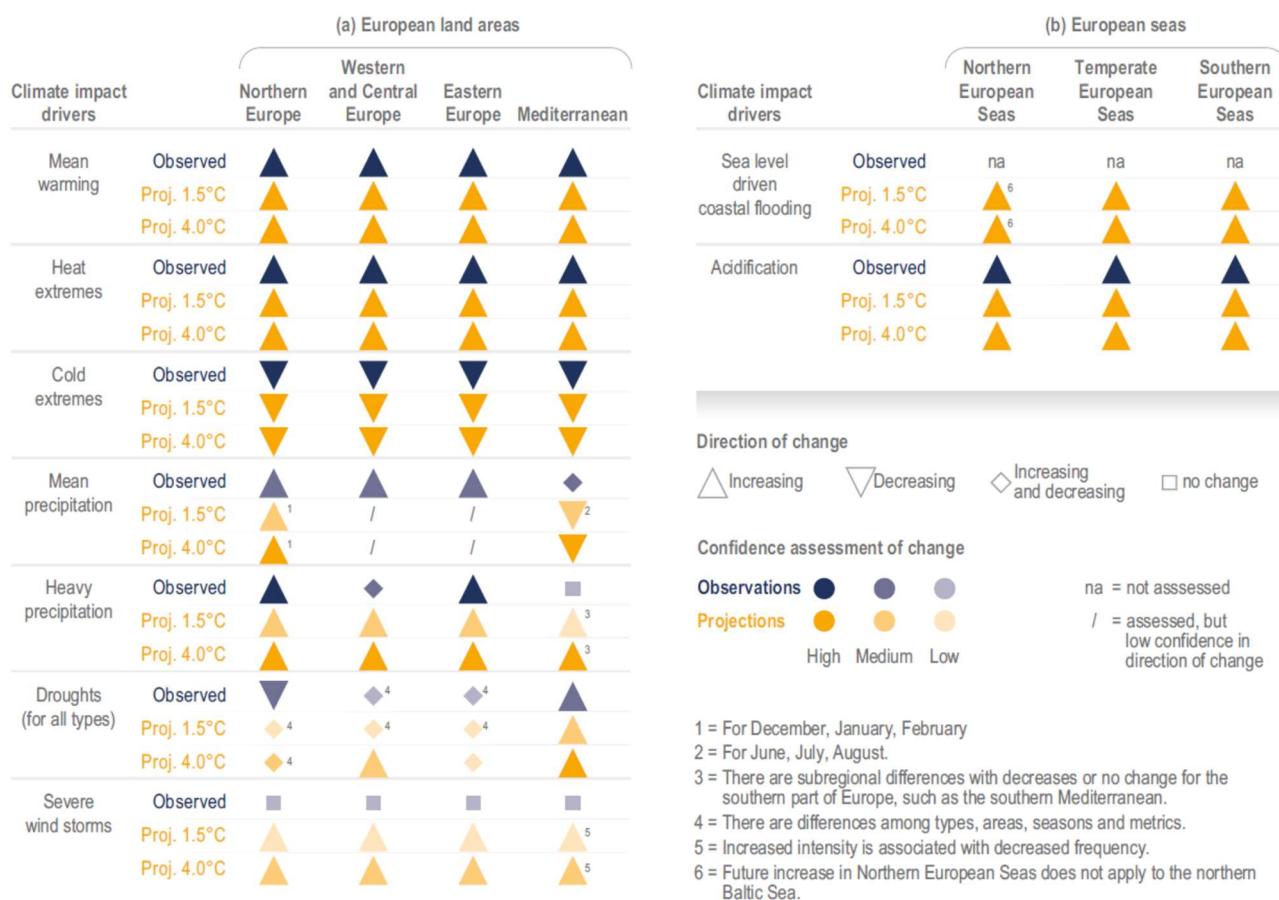 (a) European land areas
Climate impact drivers
Northern Europe
Western and Central Europe
Eastern Europe
Mediterranean
Mean warming
Observed
Proj. 1.5°C
Proj. 4.0°C
Heat extremes
Observed
Proj. 1.5°C
Proj. 4.0°C
Cold extremes
Observed
Proj. 1.5°C
Proj. 4.0°C
Mean precipitation
Observed
Proj. 1.5°C 1 / / 2
Proj. 4.0°C 1 / /
Heavy precipitation
Observed
Proj. 1.5°C 3
Proj. 4.0°C 3
Droughts (for all types)
Observed 4 4
Proj. 1.5°C 4 4 4
Proj. 4.0°C 4
Severe wind storms
Observed
Proj. 1.5°C 5
Proj. 4.0°C 5
(b) European seas
Climate impact drivers
Northern European Seas
Temperate European Seas
Southern European Seas
Sea level driven coastal flooding
Observed na na na
Proj. 1.5°C 6
Proj. 4.0°C 6
Acidification
Observed
Proj. 1.5°C
Proj. 4.0°C
Direction of change
Increasing
Decreasing
Increasing and decreasing
no change
Confidence assessment of change
Observations
Projections
High Medium Low
na = not asssessed
/ = assessed, but
low confidence in
direction of change
1 = For December, January, February
2 = For June, July, August.
3 = There are subregional differences with decreases or no change for the
southern part of Europe, such as the southern Mediterranean.
4 = There are differences among types, areas, seasons and metrics.
5 = Increased intensity is associated with decreased frequency.
6 = Future increase in Northern European Seas does not apply to the northern
Baltic Sea.